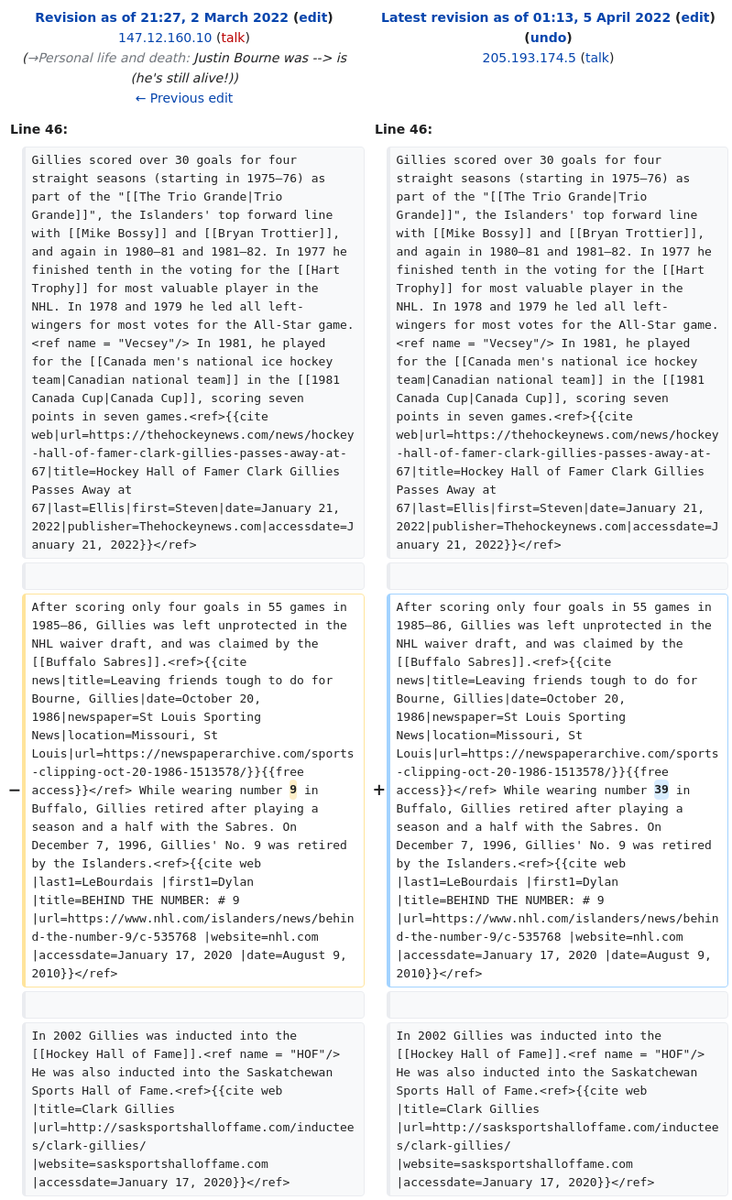 Revision as of 21:27, 2 March 2022 (edit)
147.12.160.10 (talk)
(→Personal life and death: Justin Bourne was --> is
(he's still alive!))
← Previous edit
Latest revision as of 01:13, 5 April 2022 (edit)
(undo)
205.193.174.5 (talk)
Line 46:
Gillies scored over 30 goals for four
straight seasons (starting in 1975–76) as
part of the "[[The Trio Grande|Trio
Grande]]", the Islanders' top forward line
with [[Mike Bossy]] and [[Bryan Trottier]],
and again in 1980–81 and 1981–82. In 1977 he
finished tenth in the voting for the [[Hart
Trophy]] for most valuable player in the
NHL. In 1978 and 1979 he led all left-
wingers for most votes for the All-Star game.
<ref name = "Vecsey"/> In 1981, he played
for the [[Canada men's national ice hockey
team|Canadian national team]] in the [[1981
Canada Cup|Canada Cup]], scoring seven
points in seven games.<ref>{{cite
web|url=https://thehockeynews.com/news/hockey
-hall-of-famer-clark-gillies-passes-away-at-
67|title=Hockey Hall of Famer Clark Gillies
Passes Away at
67|last=Ellis|first=Steven|date=January 21,
2022|publisher=Thehockeynews.com|accessdate=J
anuary 21, 2022}}</ref>
− After scoring only four goals in 55 games in
1985–86, Gillies was left unprotected in the
NHL waiver draft, and was claimed by the
[[Buffalo Sabres]].<ref>{{cite
news|title=Leaving friends tough to do for
Bourne, Gillies|date=October 20,
1986|newspaper=St Louis Sporting
News|location=Missouri, St
Louis|url=https://newspaperarchive.com/sports
-clipping-oct-20-1986-1513578/}}{{free
access}}</ref> While wearing number 9 in
Buffalo, Gillies retired after playing a
season and a half with the Sabres. On
December 7, 1996, Gillies' No. 9 was retired
by the Islanders.<ref>{{cite web
|last1=LeBourdais |first1=Dylan
|title=BEHIND THE NUMBER: # 9
|url=https://www.nhl.com/islanders/news/behin
d-the-number-9/c-535768 |website=nhl.com
|accessdate=January 17, 2020 |date=August 9,
2010}}</ref>
In 2002 Gillies was inducted into the
[[Hockey Hall of Fame]].<ref name = "HOF"/>
He was also inducted into the Saskatchewan
Sports Hall of Fame.<ref>{{cite web
|title=Clark Gillies
|url=http://sasksportshalloffame.com/inductee
s/clark-gillies/
|website=sasksportshalloffame.com
|accessdate=January 17, 2020}}</ref>
Line 46:
Gillies scored over 30 goals for four
straight seasons (starting in 1975–76) as
part of the "[[The Trio Grande|Trio
Grande]]", the Islanders' top forward line
with [[Mike Bossy]] and [[Bryan Trottier]],
and again in 1980–81 and 1981–82. In 1977 he
finished tenth in the voting for the [[Hart
Trophy]] for most valuable player in the
NHL. In 1978 and 1979 he led all left-
wingers for most votes for the All-Star game.
<ref name = "Vecsey"/> In 1981, he played
for the [[Canada men's national ice hockey
team|Canadian national team]] in the [[1981
Canada Cup|Canada Cup]], scoring seven
points in seven games.<ref>{{cite
web|url=https://thehockeynews.com/news/hockey
-hall-of-famer-clark-gillies-passes-away-at-
67|title=Hockey Hall of Famer Clark Gillies
Passes Away at
67|last=Ellis|first=Steven|date=January 21,
2022|publisher=Thehockeynews.com|accessdate=J
anuary 21, 2022}}</ref>
+ After scoring only four goals in 55 games in
1985–86, Gillies was left unprotected in the
NHL waiver draft, and was claimed by the
[[Buffalo Sabres]].<ref>{{cite
news|title=Leaving friends tough to do for
Bourne, Gillies|date=October 20,
1986|newspaper=St Louis Sporting
News|location=Missouri, St
Louis|url=https://newspaperarchive.com/sports
-clipping-oct-20-1986-1513578/}}{{free
access}}</ref> While wearing number 39 in
Buffalo, Gillies retired after playing a
season and a half with the Sabres. On
December 7, 1996, Gillies' No. 9 was retired
by the Islanders.<ref>{{cite web
|last1=LeBourdais |first1=Dylan
|title=BEHIND THE NUMBER: # 9
|url=https://www.nhl.com/islanders/news/behin
d-the-number-9/c-535768 |website=nhl.com
|accessdate=January 17, 2020 |date=August 9,
2010}}</ref>
In 2002 Gillies was inducted into the
[[Hockey Hall of Fame]].<ref name = "HOF"/>
He was also inducted into the Saskatchewan
Sports Hall of Fame.<ref>{{cite web
|title=Clark Gillies
|url=http://sasksportshalloffame.com/inductee
s/clark-gillies/
|website=sasksportshalloffame.com
|accessdate=January 17, 2020}}</ref>